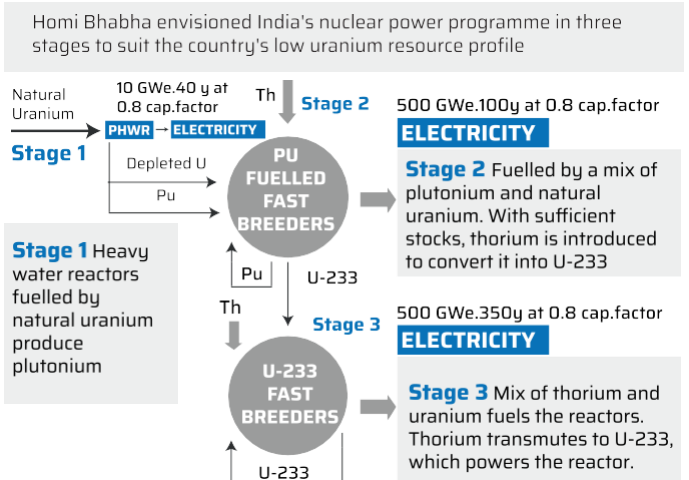 Homi Bhabha envisioned India's nuclear power programme in three
stages to suit the country's low uranium resource profile
Natural
Uranium
10 GWe.40 y at
0.8 cap.factor
PHWR
ELECTRICITY
Stage 1
Depleted U
Pu
Th
Stage 2
PU
FUELLED
FAST
BREEDERS
500 GWe.100y at 0.8 cap.factor
ELECTRICITY
Stage 2 Fuelled by a mix of
plutonium and natural
uranium. With sufficient
stocks, thorium is introduced
to convert it into U-233
Stage 1 Heavy
water reactors
fuelled by
natural uranium
produce
plutonium
Pu
U-233
Th
Stage 3
U-233
FAST
BREEDERS
U-233
500 GWe.350y at 0.8 cap.factor
ELECTRICITY
Stage 3 Mix of thorium and
uranium fuels the reactors.
Thorium transmutes to U-233,
which powers the reactor.